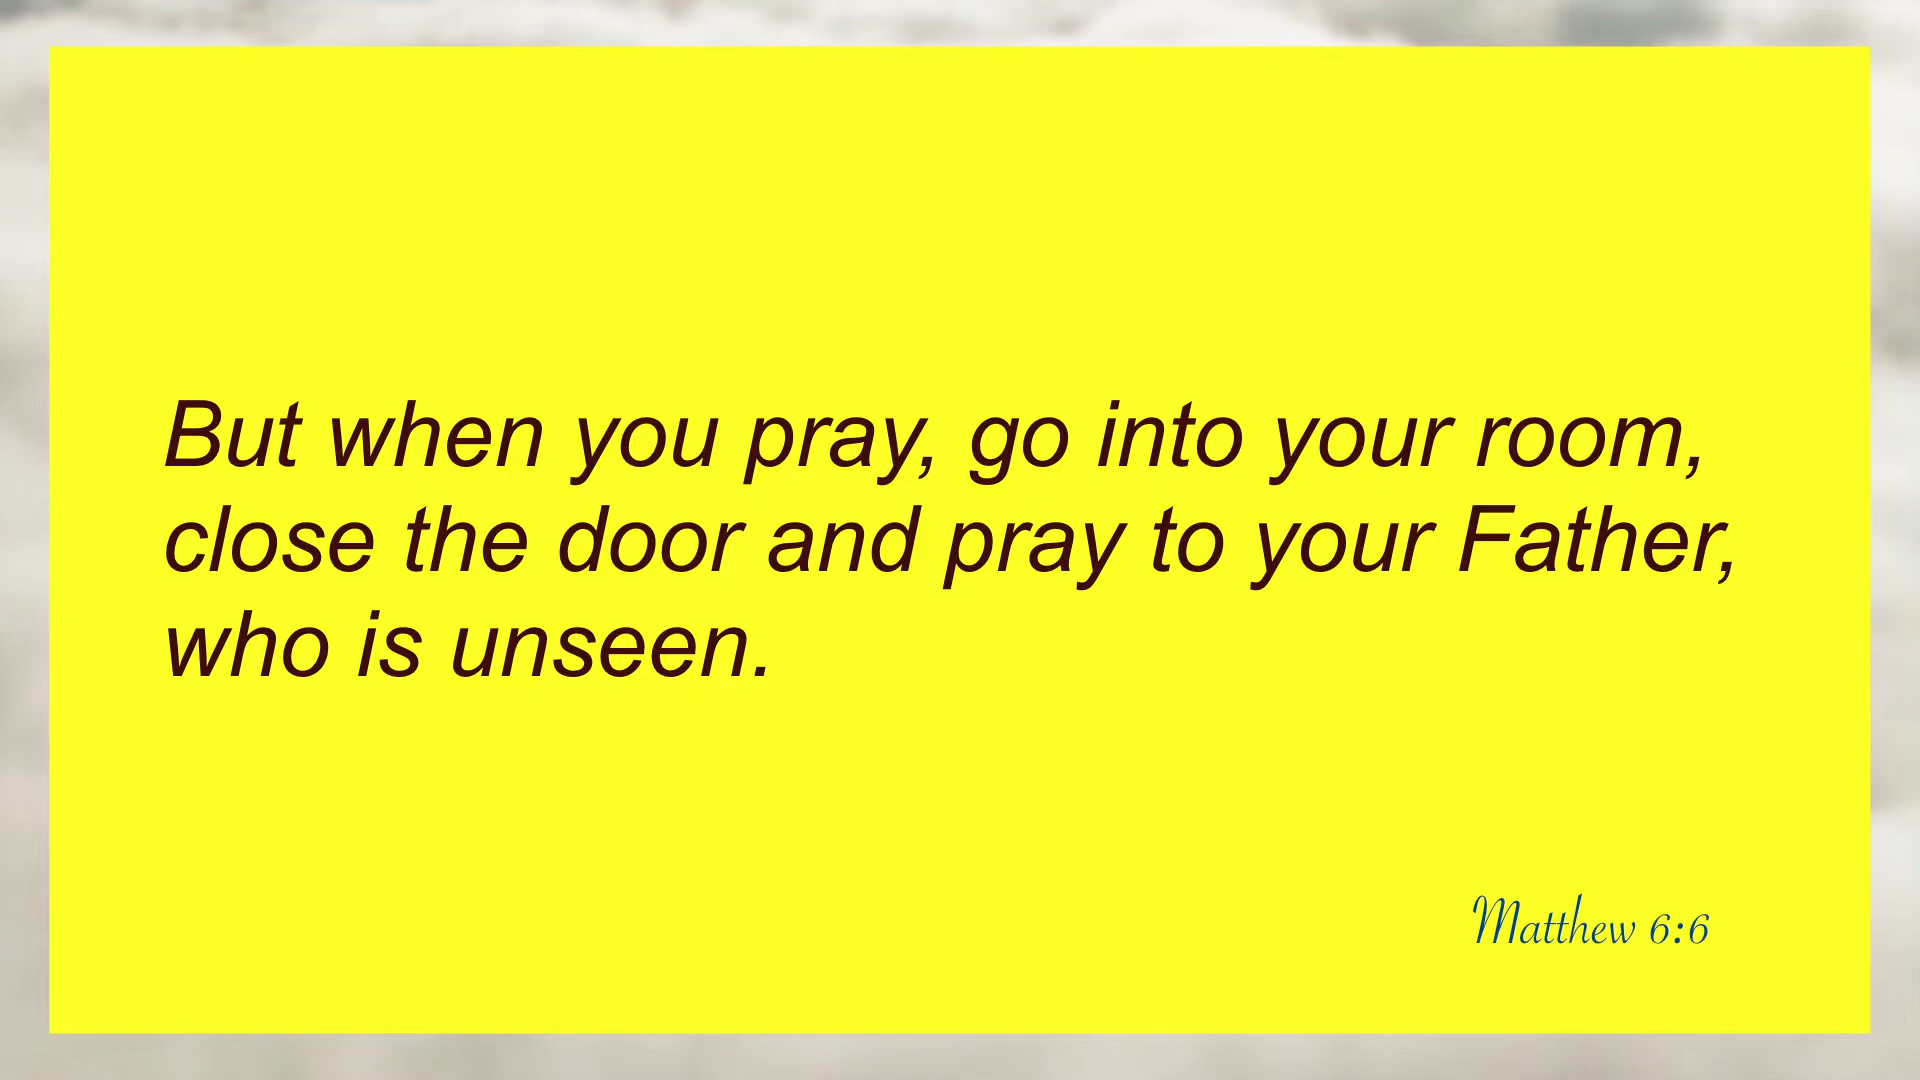 But when you pray, go into your room,
close the door and pray to your Father,
who is unseen.
Matthew 6:6